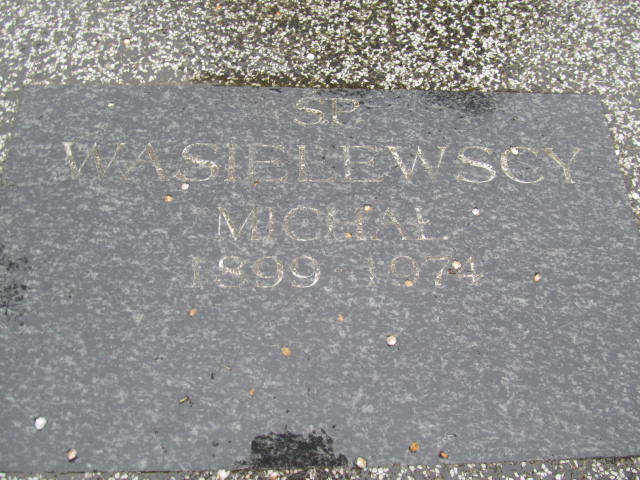 SP
WASIELEWSCY
MICHAŁ
1899 1974